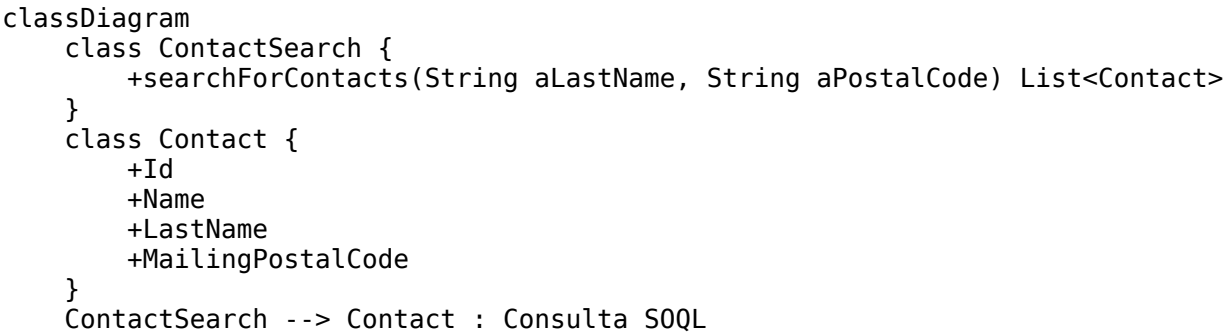 classDiagram
    class ContactSearch {
        +searchForContacts(String aLastName, String aPostalCode) List<Contact>
    }
    class Contact {
        +Id
        +Name
        +LastName
        +MailingPostalCode
    }
    ContactSearch --> Contact : Consulta SOQL